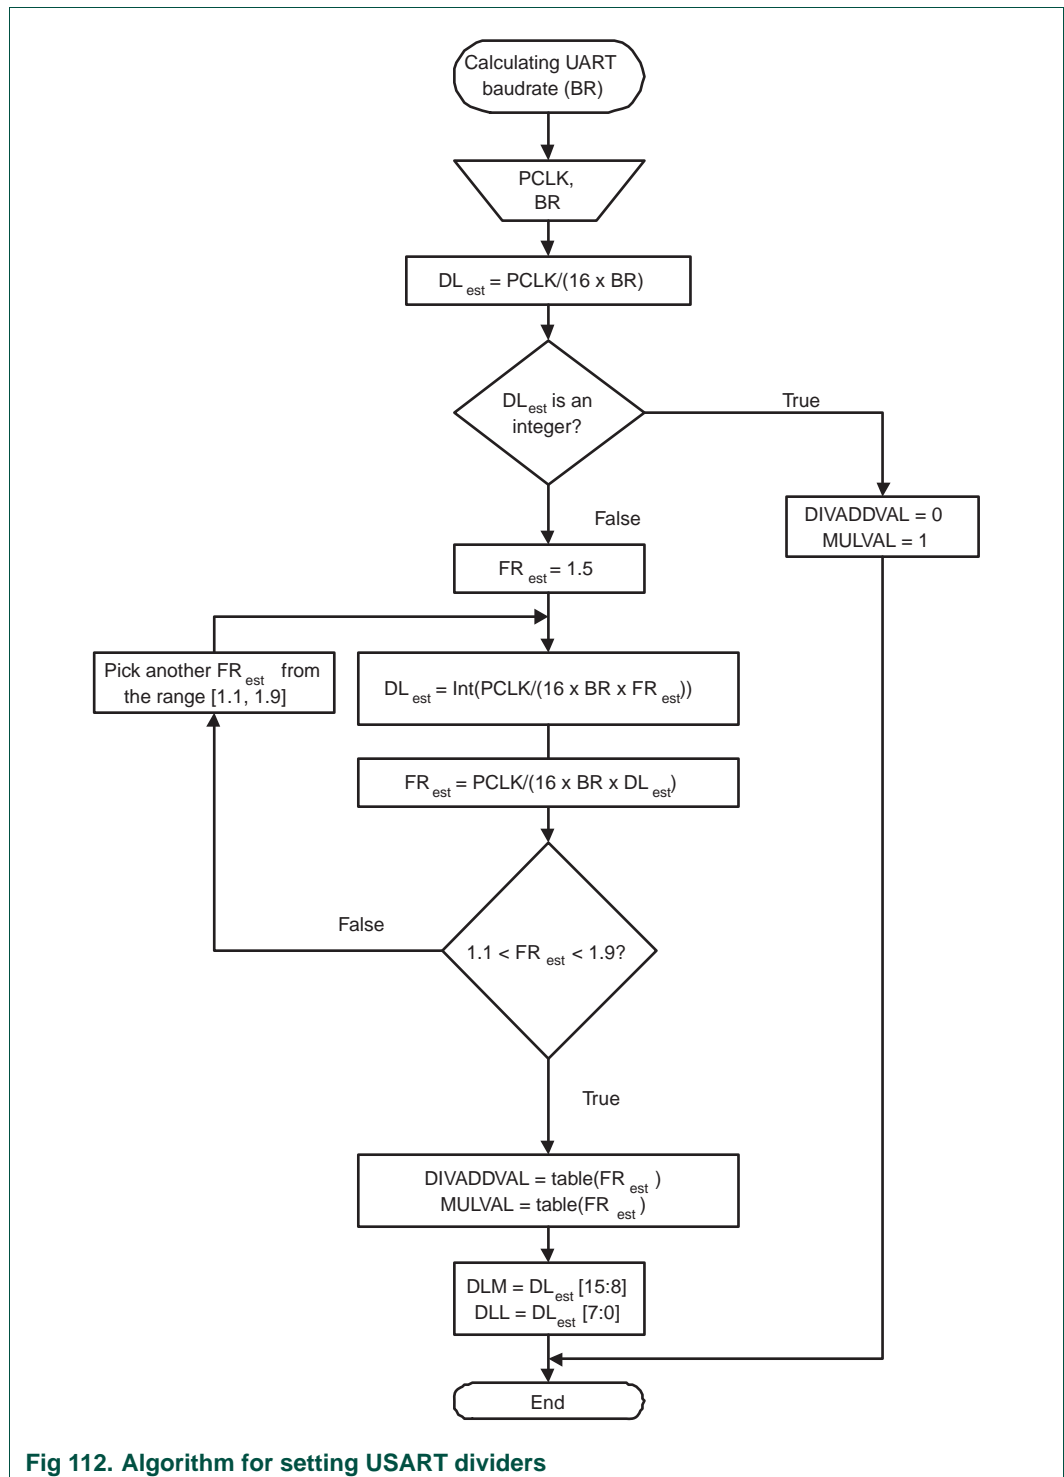 Calculating UART
baudrate (BR)
PCLK,
BR
DL est = PCLK/(16 x BR)
DL est is an
integer?
True
False
DIVADDVAL = 0
MULVAL = 1
FR est = 1.5
Pick another FR est from
the range [1.1, 1.9]
DL est = Int(PCLK/(16 x BR x FR est))
FR est = PCLK/(16 x BR x DL est)
False
1.1 < FR est < 1.9?
True
DIVADDVAL = table(FR est )
MULVAL = table(FR est )
DLM = DL est [15:8]
DLL = DL est [7:0]
End
Fig 112. Algorithm for setting USART dividers